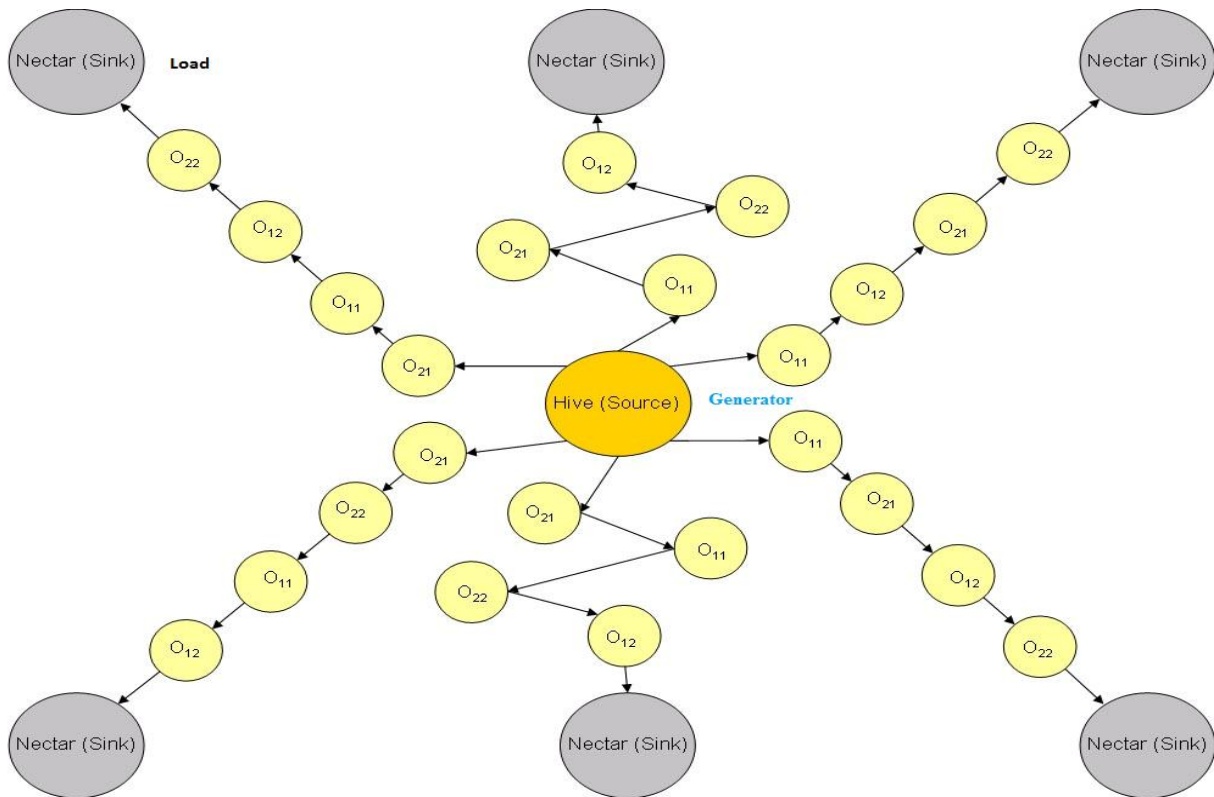 Nectar (Sink)
Load
Nectar (Sink)
Nectar (Sink)
O₂₂
O₁₂
O₁₁
O₂₁
O₁₂
O₂₂
O₂₁
O₁₁
O₂₂
O₂₁
O₁₂
O₁₁
Hive (Source)
Generator
O₂₁
O₂₂
O₁₁
O₁₂
O₂₁
O₁₁
O₂₂
O₁₂
O₁₁
O₂₁
O₁₂
O₂₂
Nectar (Sink)
Nectar (Sink)
Nectar (Sink)